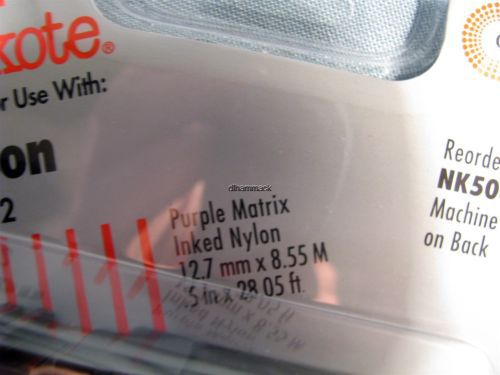 kote®
Use With:
on
2
dlhammack
Purple Matrix
Inked Nylon
12.7 mm x 8.55 M
.5 in x 28.05 ft.
Reorde
NK50
Machine
on Back